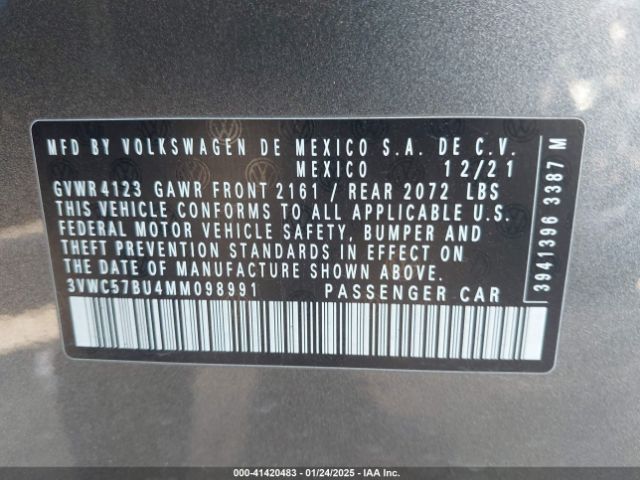 MFD BY VOLKSWAGEN DE MEXICO S.A. DE C.V.
MEXICO 12/21
GVWR4123 GAWR FRONT 2161 / REAR 2072 LBS
THIS VEHICLE CONFORMS TO ALL APPLICABLE U.S.
FEDERAL MOTOR VEHICLE SAFETY, BUMPER AND
THEFT PREVENTION STANDARDS IN EFFECT ON
THE DATE OF MANUFACTURE SHOWN ABOVE.
3VWC57BU4MM098991 PASSENGER CAR
3941396 3387 M
000-41420483 - 01/24/2025 - IAA Inc.